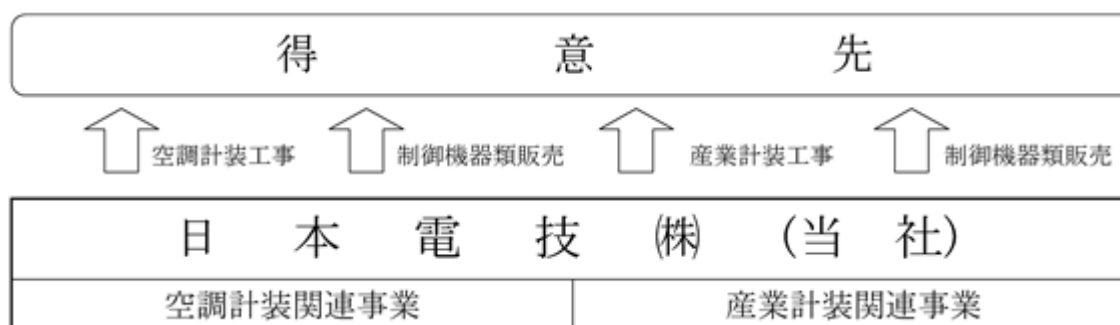 得意先
空調計装工事 制御機器類販売 産業計装工事 制御機器類販売
日本電技㈱（当社）
空調計装関連事業 産業計装関連事業